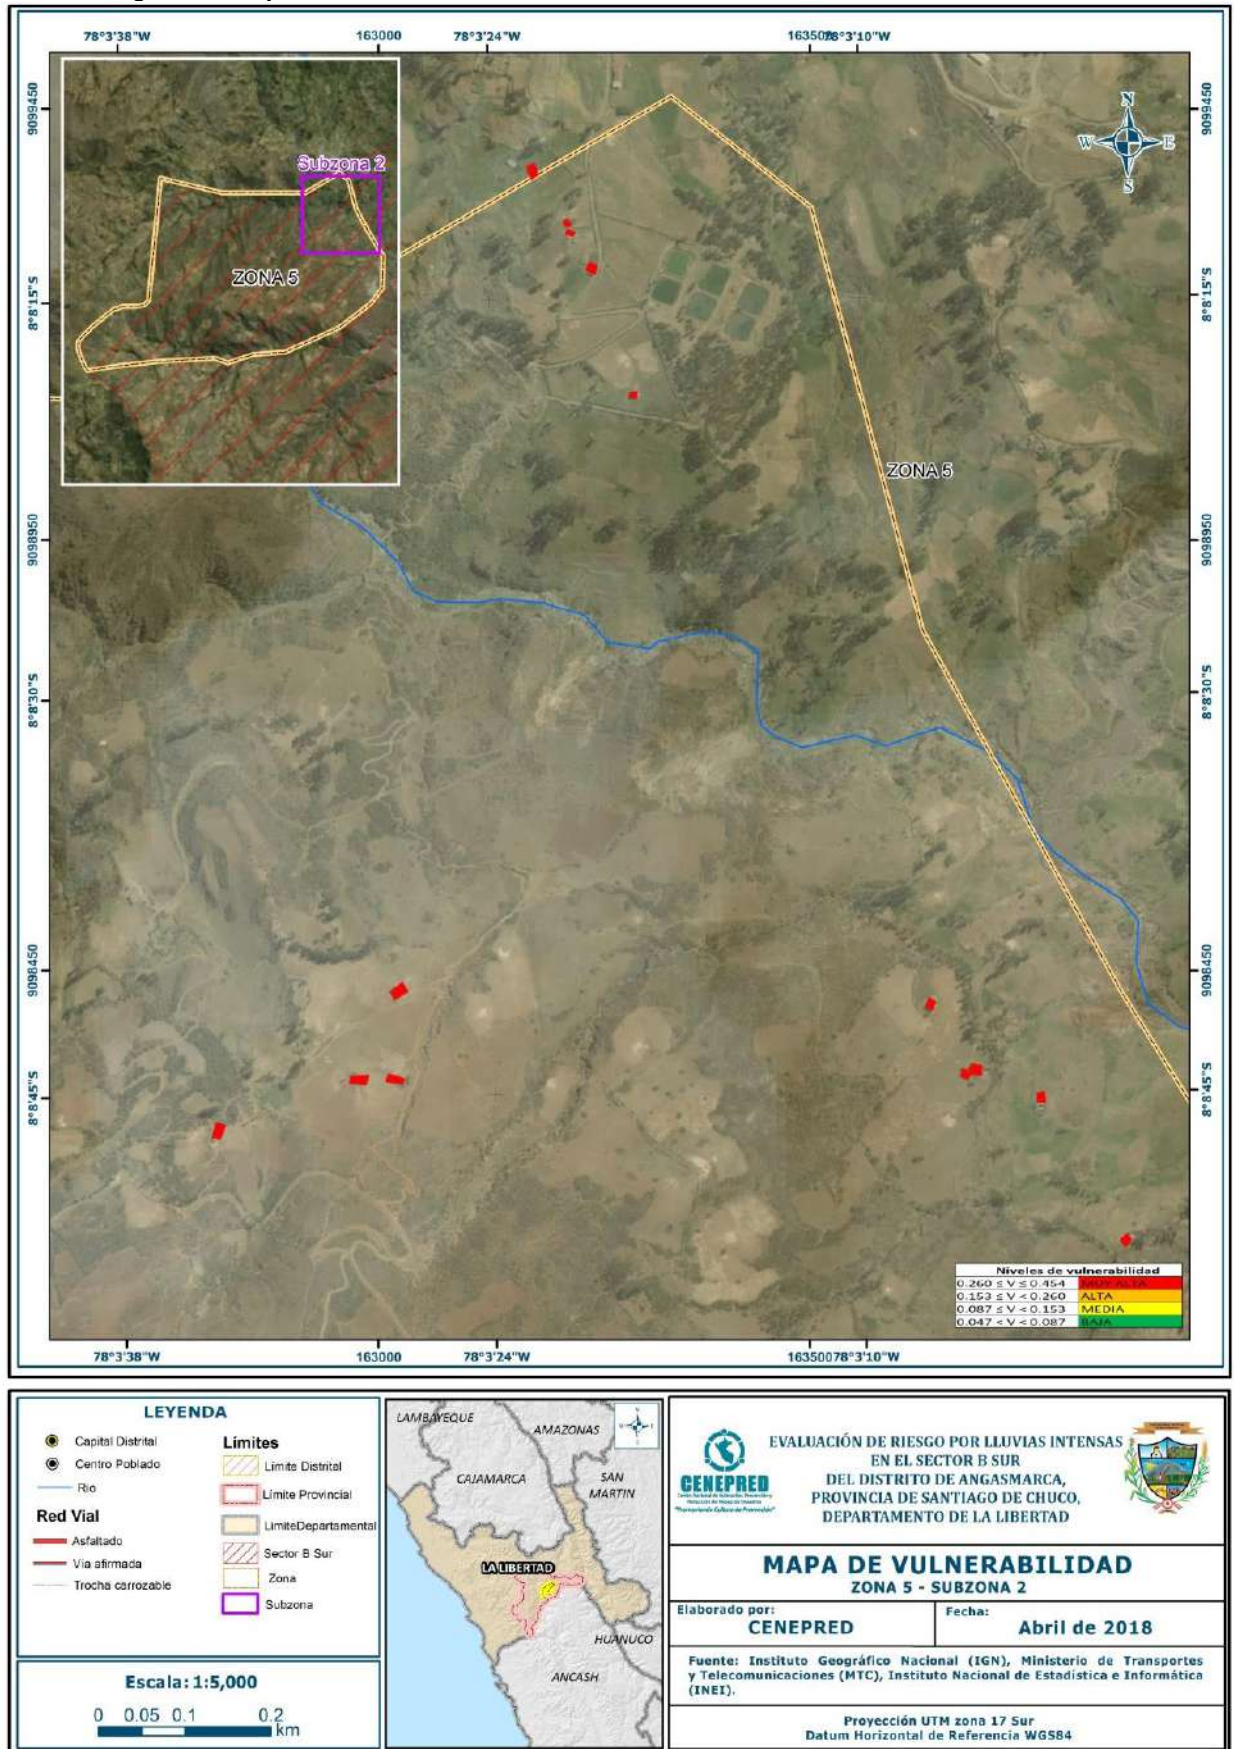 78°3'38"W 163000 78°3'24"W 163500 78°3'10"W
N
W E
S
9099450
9099450
Subzona 2
ZONA 5
8°8'15"S
8°8'15"S
ZONA 5
9098950
9098950
8°8'30"S
8°8'30"S
9098450
9098450
8°8'45"S
8°8'45"S
Niveles de vulnerabilidad
0.260 ≤ V ≤ 0.454 MUY ALTA
0.153 ≤ V < 0.260 ALTA
0.087 ≤ V < 0.153 MEDIA
0.047 < V < 0.087 BAJA
78°3'38"W 163000 78°3'24"W 163500 78°3'10"W
LEYENDA
Capital Distrital
Centro Poblado
Rio
Red Vial
Asfaltado
Via afirmada
Trocha carrozable
Límites
Límite Distrital
Límite Provincial
LimiteDepartamental
Sector B Sur
Zona
Subzona
Escala: 1:5,000
0 0.05 0.1 0.2
km
LAMBAYEQUE
AMAZONAS
CAJAMARCA
SAN
MARTIN
LA LIBERTAD
HUANUCO
ANCASH
CENEPRED
EVALUACIÓN DE RIESGO POR LLUVIAS INTENSAS
EN EL SECTOR B SUR
DEL DISTRITO DE ANGASMARCA,
PROVINCIA DE SANTIAGO DE CHUCO,
DEPARTAMENTO DE LA LIBERTAD
MAPA DE VULNERABILIDAD
ZONA 5 - SUBZONA 2
Elaborado por:
CENEPRED
Fecha:
Abril de 2018
Fuente: Instituto Geográfico Nacional (IGN), Ministerio de Transportes
y Telecomunicaciones (MTC), Instituto Nacional de Estadística e Informática
(INEI).
Proyección UTM zona 17 Sur
Datum Horizontal de Referencia WGS84